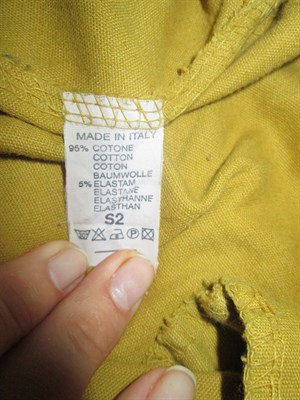 MADE IN ITALY
95% COTONE
COTTON
COTON
BAUMWOLLE
5% ELASTAM
ELASTANE
ELASTHANNE
ELASTHAN
S2